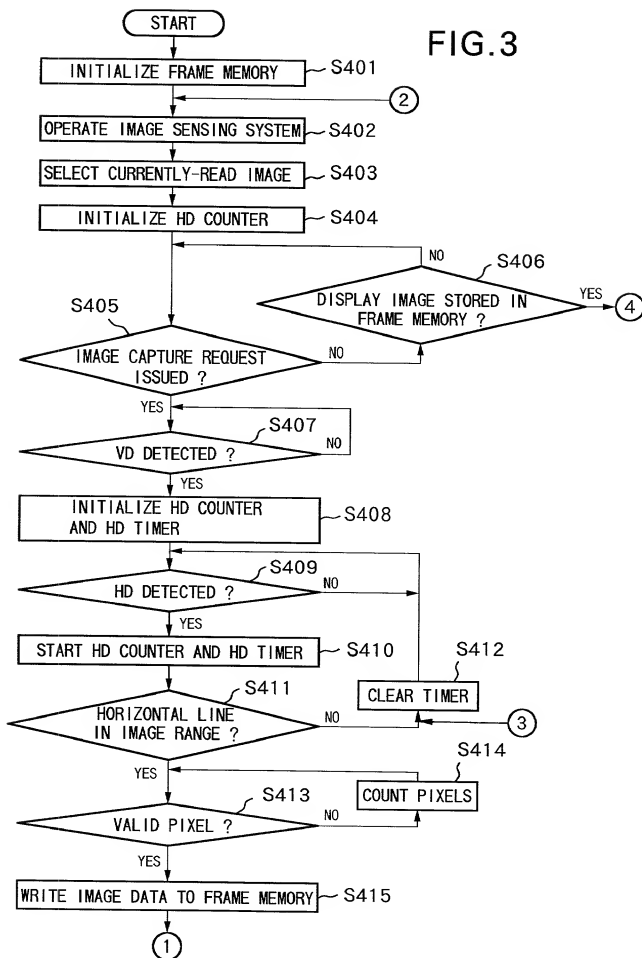 FIG.3
START
INITIALIZE FRAME MEMORY
S401
2
OPERATE IMAGE SENSING SYSTEM
S402
SELECT CURRENTLY-READ IMAGE
S403
INITIALIZE HD COUNTER
S404
NO
S406
DISPLAY IMAGE STORED IN
FRAME MEMORY ?
YES
4
S405
IMAGE CAPTURE REQUEST
ISSUED ?
NO
YES
S407
VD DETECTED ?
NO
YES
INITIALIZE HD COUNTER
AND HD TIMER
S408
S409
HD DETECTED ?
NO
YES
START HD COUNTER AND HD TIMER
S410
S412
CLEAR TIMER
S411
HORIZONTAL LINE
IN IMAGE RANGE ?
NO
3
YES
S414
COUNT PIXELS
S413
VALID PIXEL ?
NO
YES
WRITE IMAGE DATA TO FRAME MEMORY
S415
1